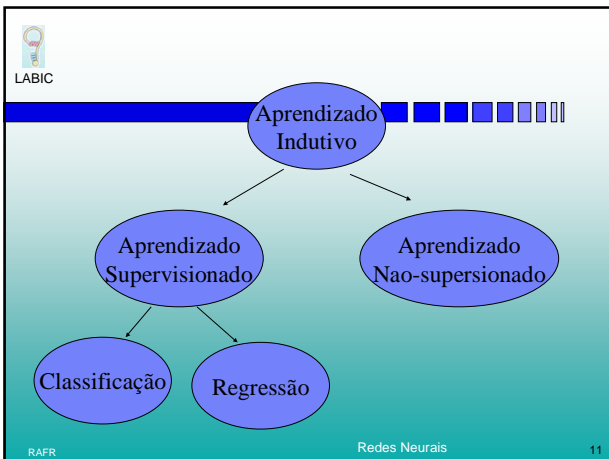 LABIC
Aprendizado
Indutivo
Aprendizado
Supervisionado
Aprendizado
Nao-supersionado
Classificação
Regressão
RAFR
Redes Neurais
11